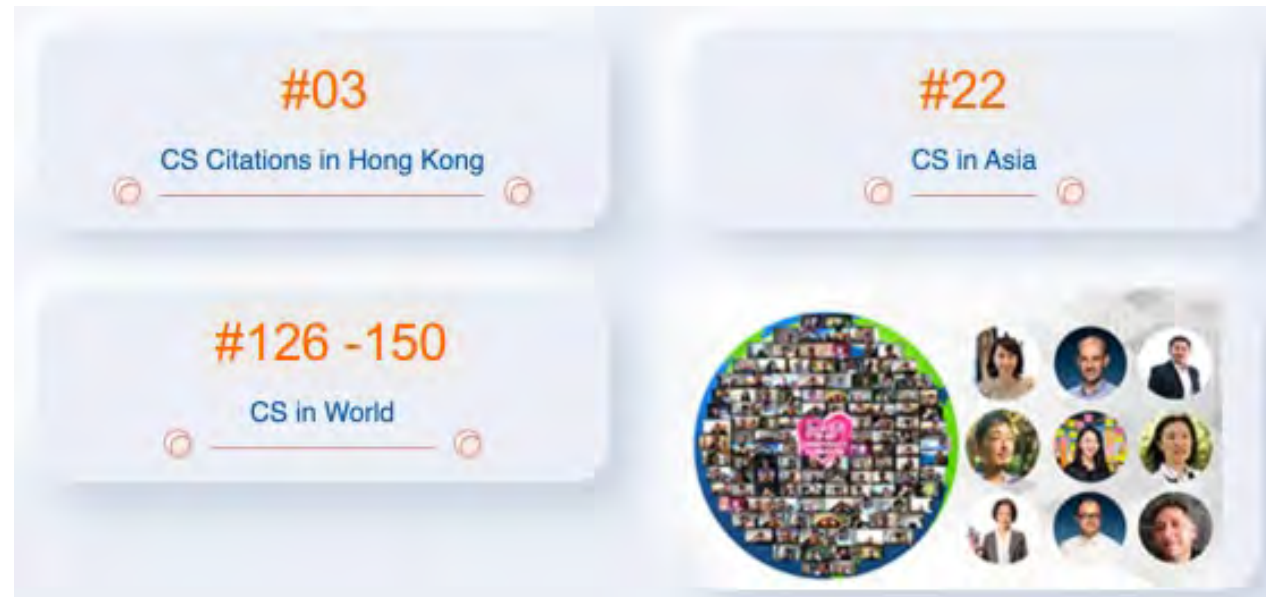 #03
CS Citations in Hong Kong
#22
CS in Asia
#126 -150
CS in World